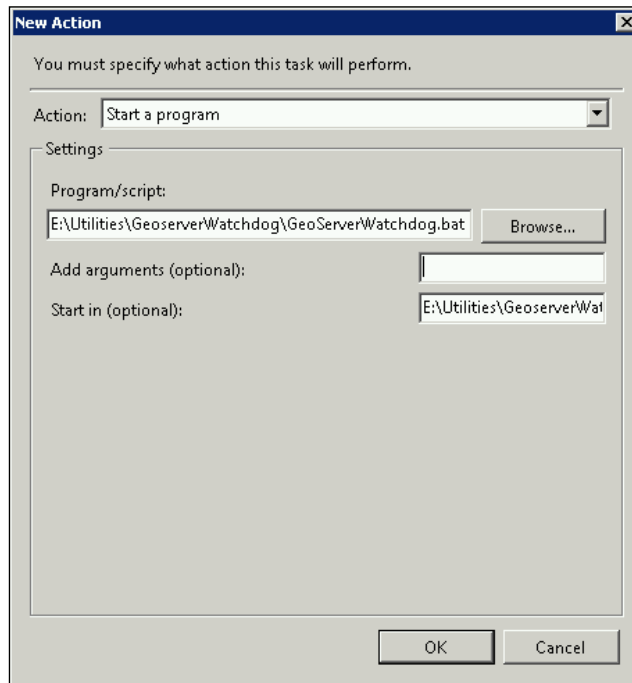 New Action
You must specify what action this task will perform.
Action: Start a program
Settings
Program/script:
E:\Utilities\GeoserverWatchdog\GeoServerWatchdog.bat Browse...
Add arguments (optional):
Start in (optional): E:\Utilities\GeoserverWat
OK Cancel